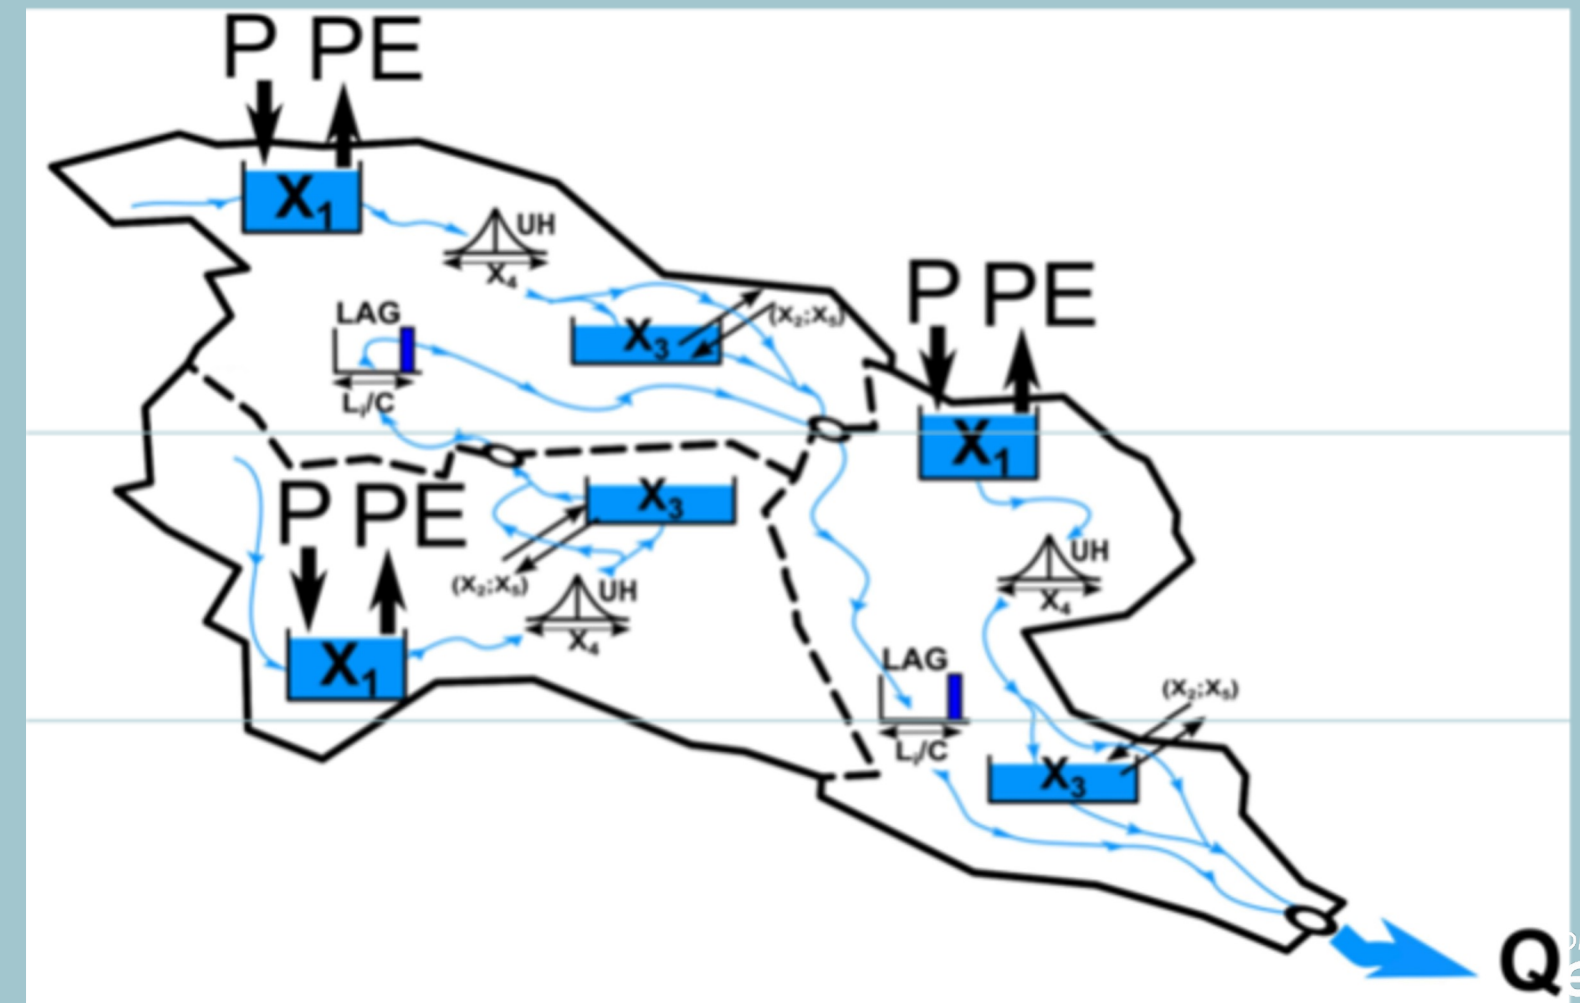 P PE
X₁
UH
X₄
LAG
X₃
(X₂;X₅)
Lᵢ/C
P PE
X₁
P PE
X₃
(X₂;X₅)
UH
X₄
X₁
UH
X₄
LAG
Lᵢ/C
(X₂;X₅)
X₃
Q